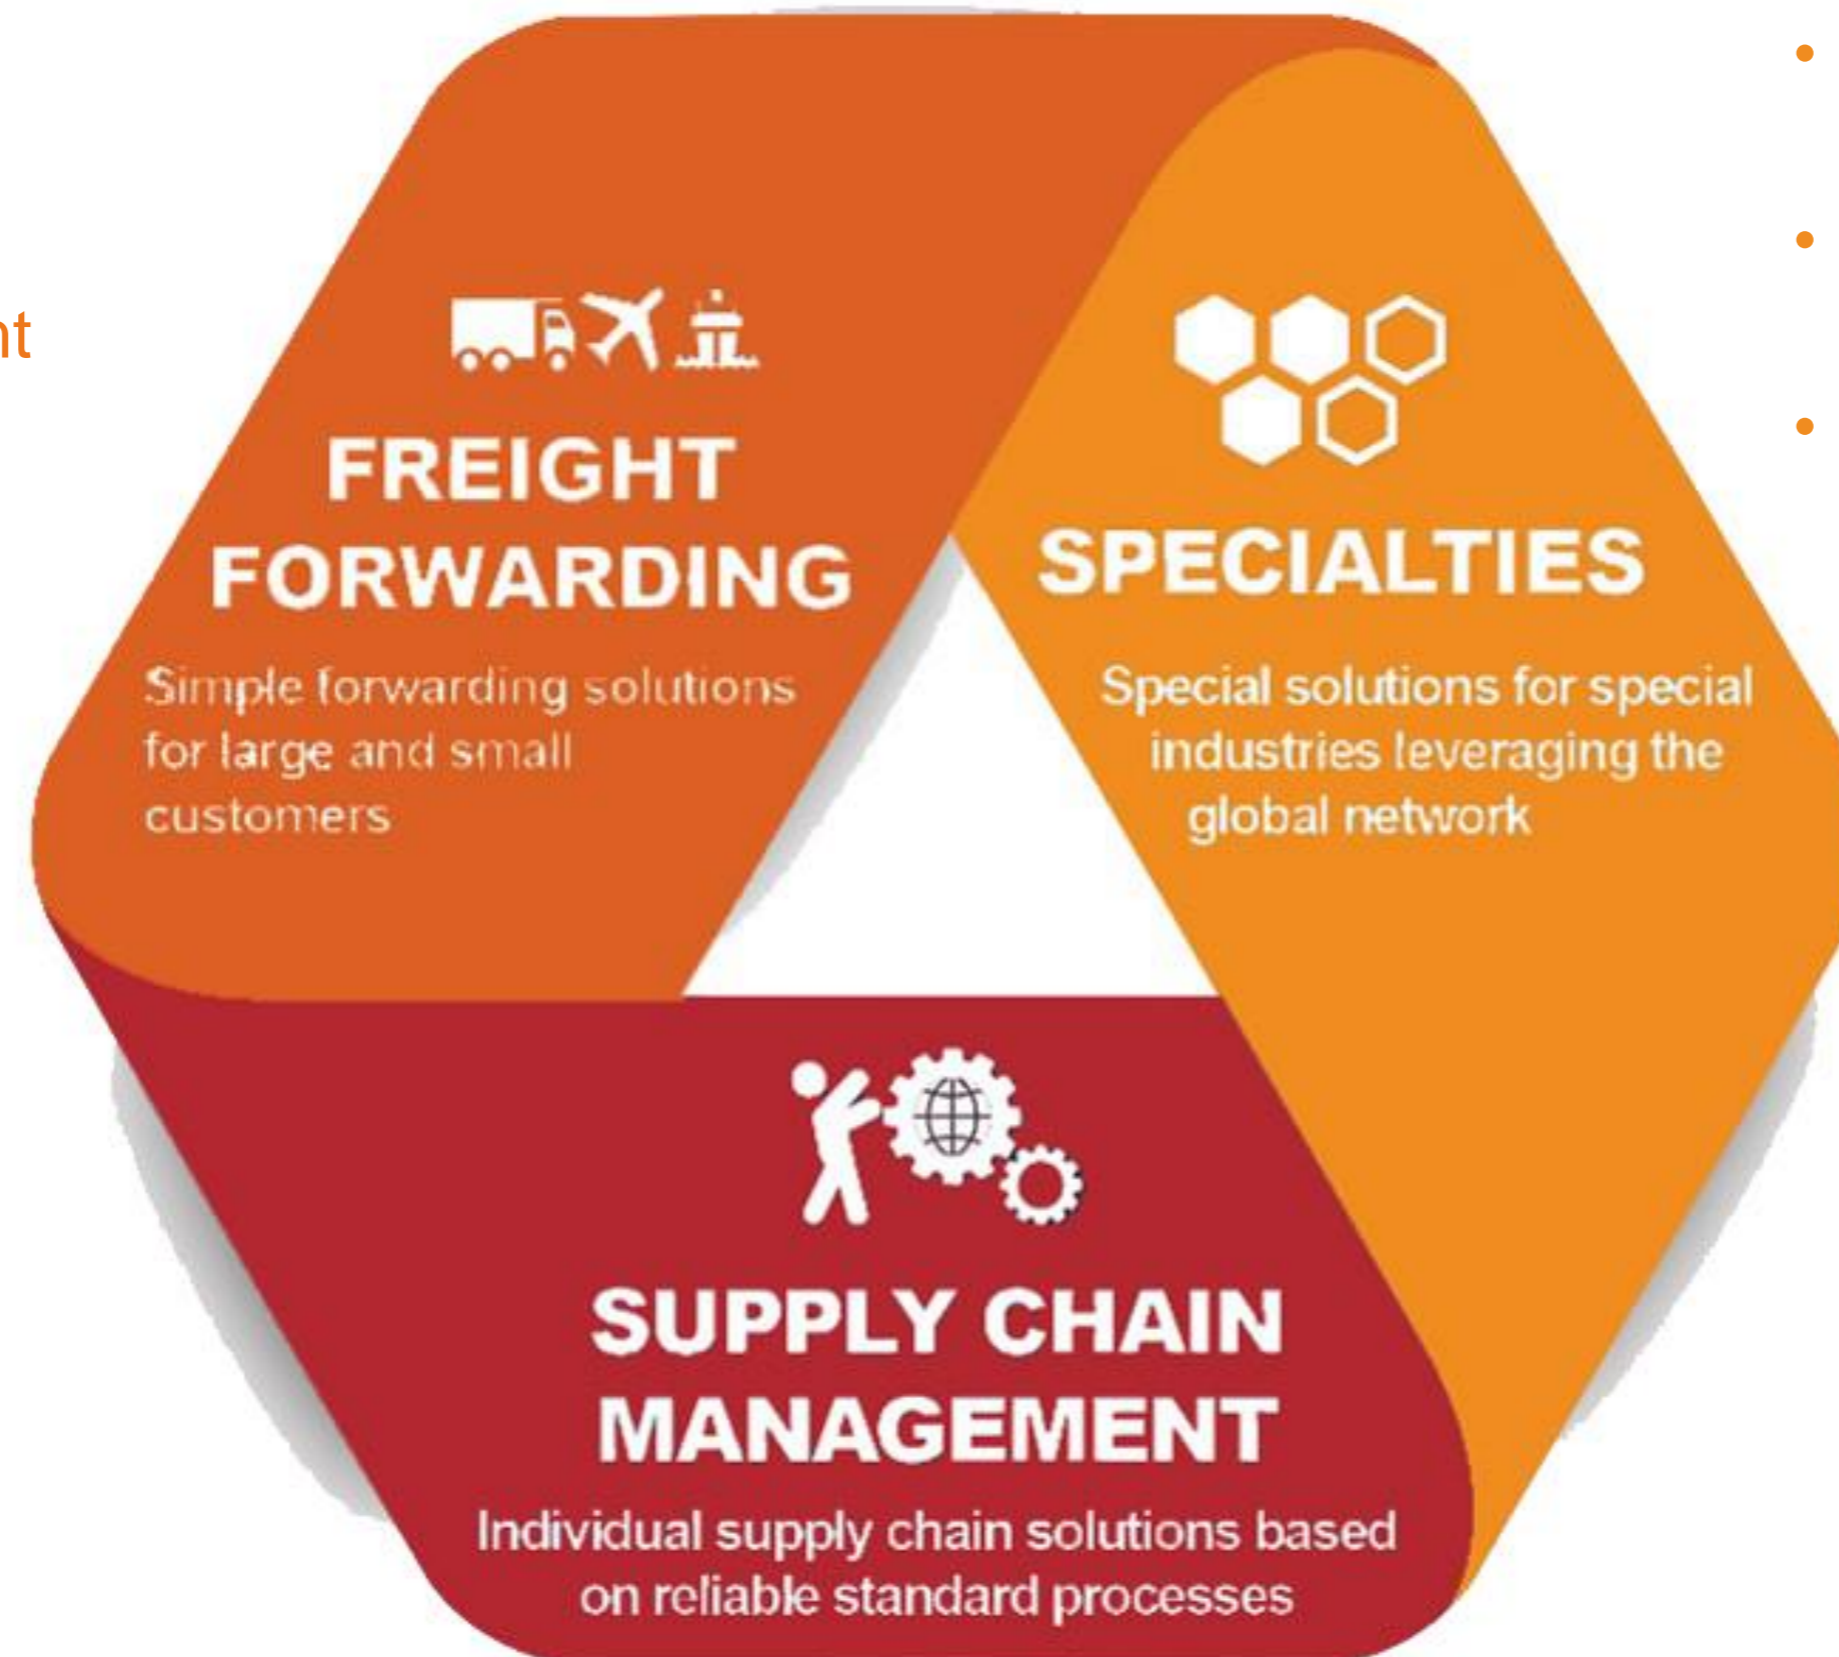 nt
FREIGHT
FORWARDING
Simple forwarding solutions
for large and small
customers
SPECIALTIES
Special solutions for special
industries leveraging the
global network
SUPPLY CHAIN
MANAGEMENT
Individual supply chain solutions based
on reliable standard processes